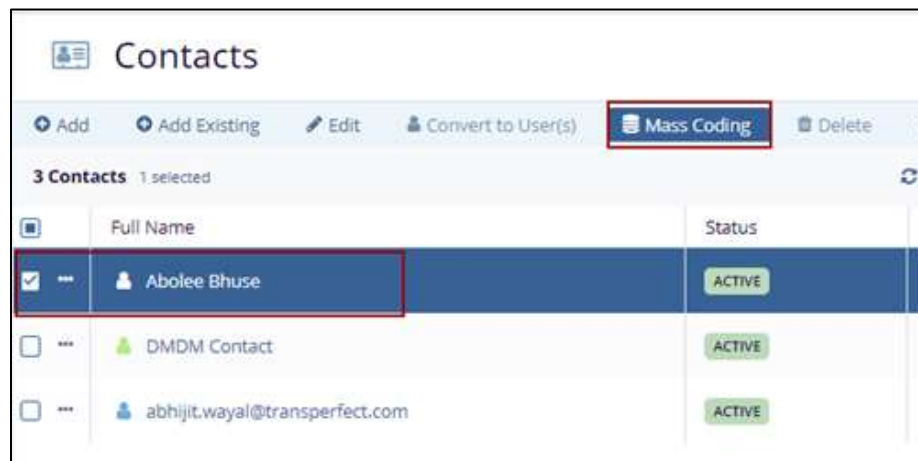 Contacts
Add Add Existing Edit Convert to User(s) Mass Coding Delete
3 Contacts 1 selected
Full Name Status
Abolee Bhuse ACTIVE
DMDM Contact ACTIVE
abhijit.wayal@transperfect.com ACTIVE